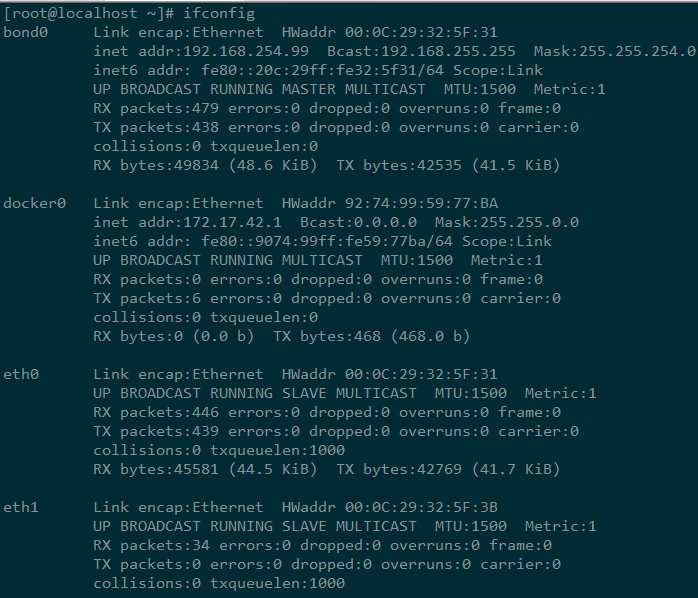 [root@localhost ~]# ifconfig
bond0     Link encap:Ethernet  HWaddr 00:0C:29:32:5F:31
          inet addr:192.168.254.99  Bcast:192.168.255.255  Mask:255.255.254.0
          inet6 addr: fe80::20c:29ff:fe32:5f31/64 Scope:Link
          UP BROADCAST RUNNING MASTER MULTICAST  MTU:1500  Metric:1
          RX packets:479 errors:0 dropped:0 overruns:0 frame:0
          TX packets:438 errors:0 dropped:0 overruns:0 carrier:0
          collisions:0 txqueuelen:0
          RX bytes:49834 (48.6 KiB)  TX bytes:42535 (41.5 KiB)

docker0   Link encap:Ethernet  HWaddr 92:74:99:59:77:BA
          inet addr:172.17.42.1  Bcast:0.0.0.0  Mask:255.255.0.0
          inet6 addr: fe80::9074:99ff:fe59:77ba/64 Scope:Link
          UP BROADCAST RUNNING MULTICAST  MTU:1500  Metric:1
          RX packets:0 errors:0 dropped:0 overruns:0 frame:0
          TX packets:6 errors:0 dropped:0 overruns:0 carrier:0
          collisions:0 txqueuelen:0
          RX bytes:0 (0.0 b)  TX bytes:468 (468.0 b)

eth0      Link encap:Ethernet  HWaddr 00:0C:29:32:5F:31
          UP BROADCAST RUNNING SLAVE MULTICAST  MTU:1500  Metric:1
          RX packets:446 errors:0 dropped:0 overruns:0 frame:0
          TX packets:439 errors:0 dropped:0 overruns:0 carrier:0
          collisions:0 txqueuelen:1000
          RX bytes:45581 (44.5 KiB)  TX bytes:42769 (41.7 KiB)

eth1      Link encap:Ethernet  HWaddr 00:0C:29:32:5F:3B
          UP BROADCAST RUNNING SLAVE MULTICAST  MTU:1500  Metric:1
          RX packets:34 errors:0 dropped:0 overruns:0 frame:0
          TX packets:0 errors:0 dropped:0 overruns:0 carrier:0
          collisions:0 txqueuelen:1000